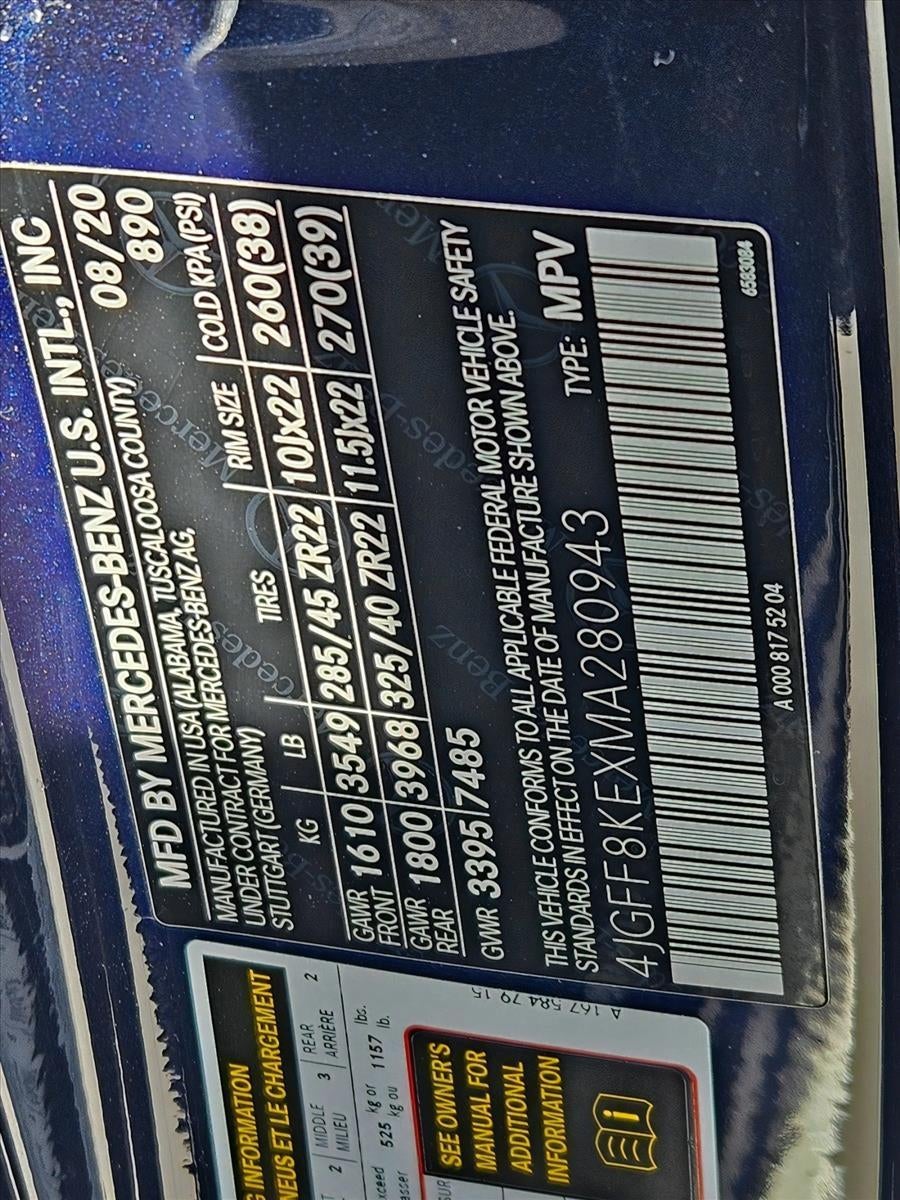 MFD BY MERCEDES-BENZ U.S. INTL., INC
MANUFACTURED IN USA (ALABAMA, TUSCALOOSA COUNTY) 08/20
UNDER CONTRACT FOR MERCEDES-BENZ AG, 890
STUTTGART (GERMANY)
KG LB TIRES RIM SIZE COLD KPA (PSI)
GAWR FRONT 1610 3549 285/45 ZR22 10Jx22 260(38)
GAWR REAR 1800 3968 325/40 ZR22 11.5Jx22 270(39)
GVWR 3395 7485
THIS VEHICLE CONFORMS TO ALL APPLICABLE FEDERAL MOTOR VEHICLE SAFETY
STANDARDS IN EFFECT ON THE DATE OF MANUFACTURE SHOWN ABOVE.
4JGFF8KEXMA280943 TYPE: MPV
A 000 817 52 04 6583084
INFORMATION
NEUS ET LE CHARGEMENT
2 MIDDLE 3 REAR 2
MILIEU ARRIÈRE
525 kg or 1157 lbs.
kg ou lb.
SEE OWNER'S
MANUAL FOR
ADDITIONAL
INFORMATION
A 167 584 79 15